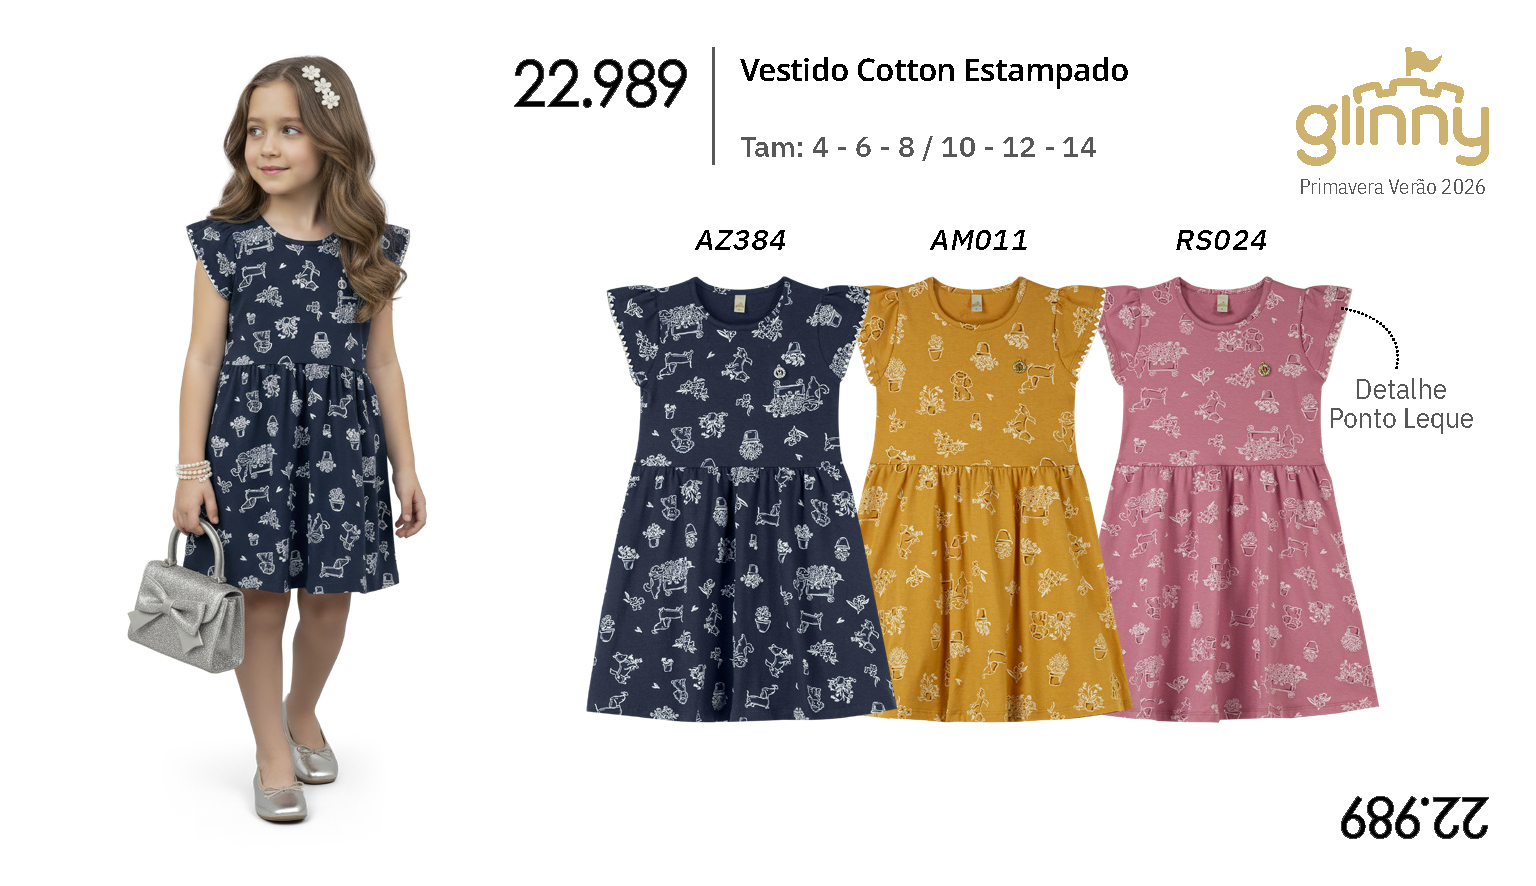 22.989
Vestido Cotton Estampado
Tam: 4 - 6 - 8 / 10 - 12 - 14
glinny
Primavera Verão 2026
AZ384
AM011
RS024
Detalhe
Ponto Leque
22.989